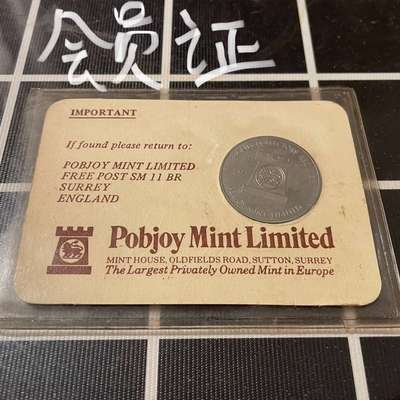 会员证
IMPORTANT
If found please return to:
POBJOY MINT LIMITED
FREE POST SM 11 BR
SURREY
ENGLAND
Pobjoy Mint Limited
MINT HOUSE, OLDFIELDS ROAD, SUTTON, SURREY
The Largest Privately Owned Mint in Europe